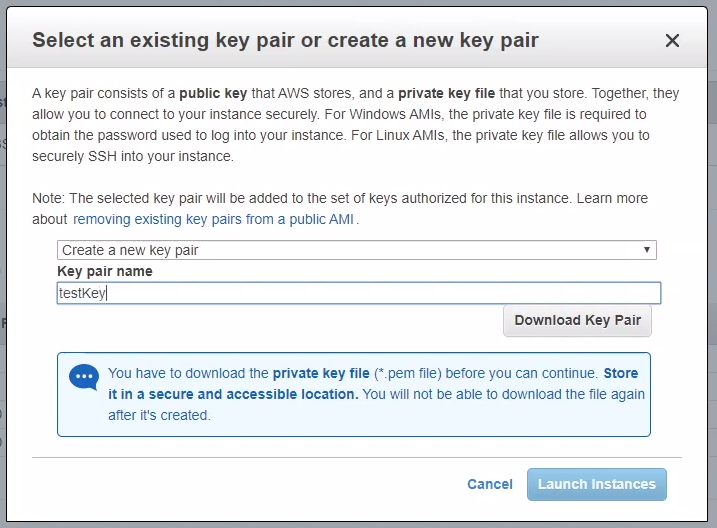 Select an existing key pair or create a new key pair
A key pair consists of a public key that AWS stores, and a private key file that you store. Together, they
allow you to connect to your instance securely. For Windows AMIs, the private key file is required to
obtain the password used to log into your instance. For Linux AMIs, the private key file allows you to
securely SSH into your instance.
Note: The selected key pair will be added to the set of keys authorized for this instance. Learn more
about removing existing key pairs from a public AMI .
Create a new key pair
Key pair name
testKey
Download Key Pair
You have to download the private key file (*.pem file) before you can continue. Store
it in a secure and accessible location. You will not be able to download the file again
after it's created.
Cancel Launch Instances